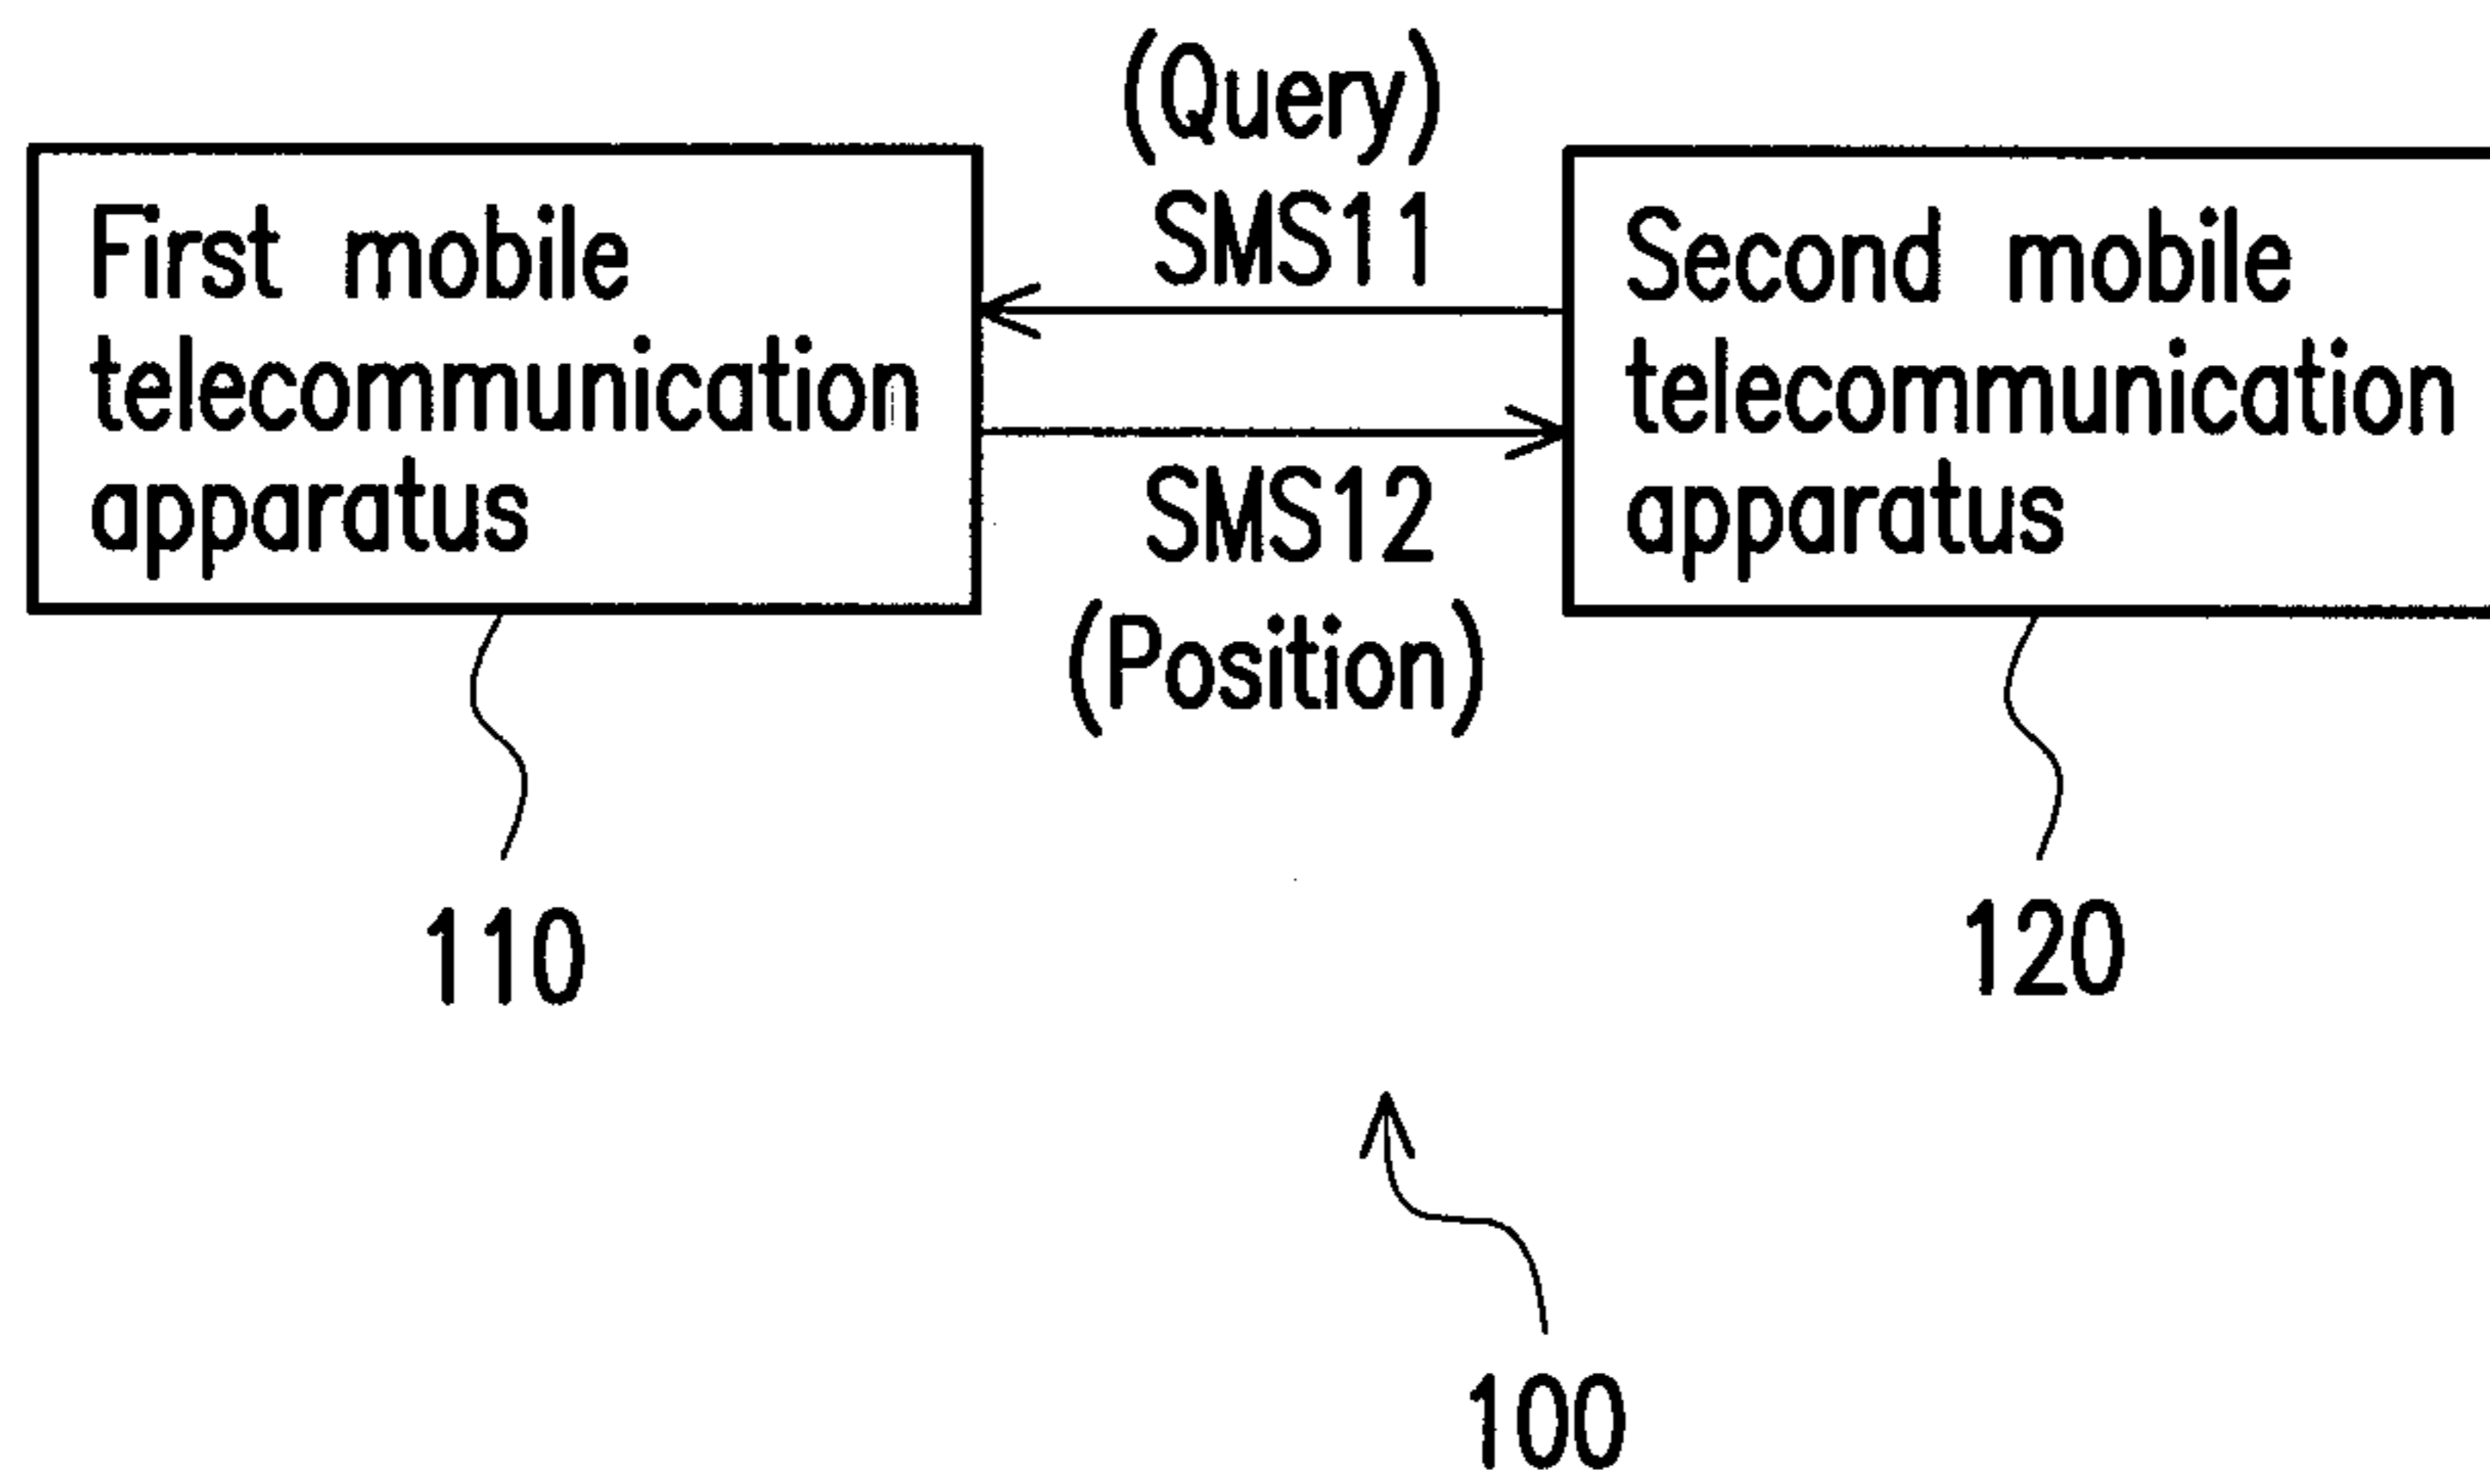 (Query)
SMS11
First mobile
telecommunication
apparatus
Second mobile
telecommunication
apparatus
SMS12
(Position)
110
120
100